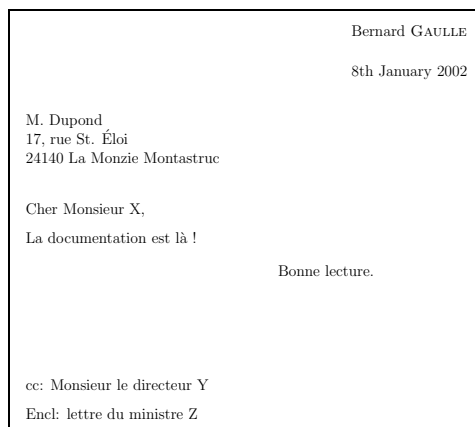 Bernard GAULLE
8th January 2002
M. Dupond
17, rue St. Éloi
24140 La Monzie Montastruc
Cher Monsieur X,
La documentation est là !
Bonne lecture.
cc: Monsieur le directeur Y
Encl: lettre du ministre Z